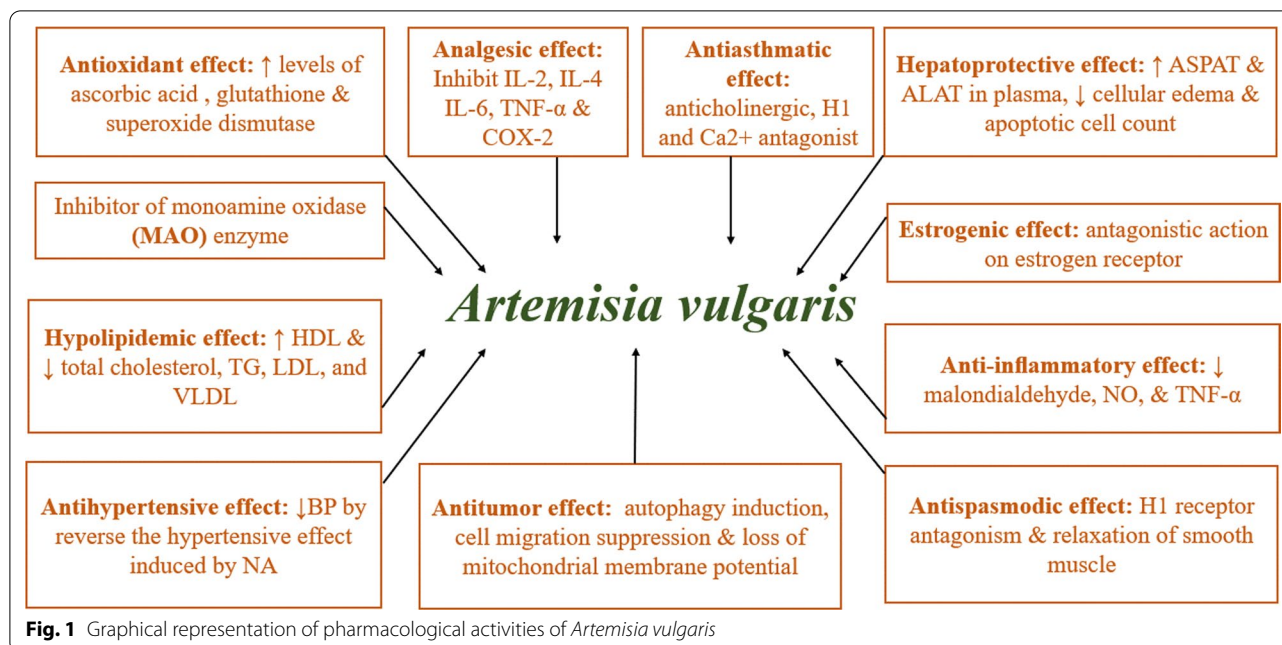 Antioxidant effect: ↑ levels of
ascorbic acid , glutathione &
superoxide dismutase
Analgesic effect:
Inhibit IL-2, IL-4
IL-6, TNF-α &
COX-2
Antiasthmatic
effect:
anticholinergic, H1
and Ca2+ antagonist
Hepatoprotective effect: ↑ ASPAT &
ALAT in plasma, ↓ cellular edema &
apoptotic cell count
Inhibitor of monoamine oxidase
(MAO) enzyme
Estrogenic effect: antagonistic action
on estrogen receptor
Artemisia vulgaris
Hypolipidemic effect: ↑ HDL &
↓ total cholesterol, TG, LDL, and
VLDL
Anti-inflammatory effect: ↓
malondialdehyde, NO, & TNF-α
Antihypertensive effect: ↓BP by
reverse the hypertensive effect
induced by NA
Antitumor effect: autophagy induction,
cell migration suppression & loss of
mitochondrial membrane potential
Antispasmodic effect: H1 receptor
antagonism & relaxation of smooth
muscle
Fig. 1 Graphical representation of pharmacological activities of Artemisia vulgaris